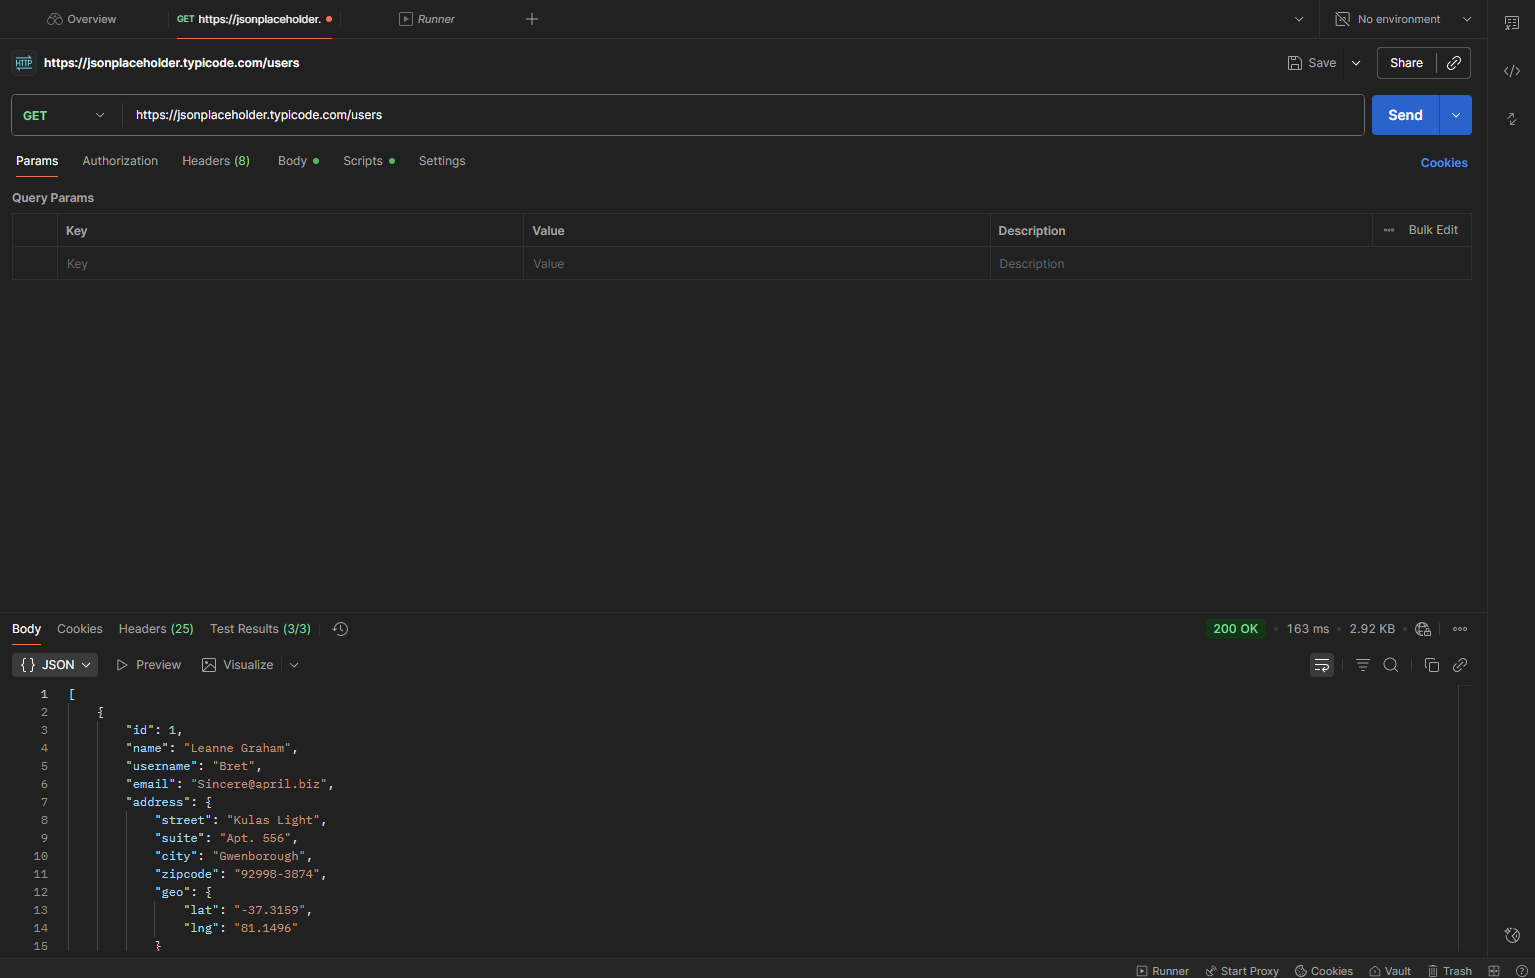 Overview
GET https://jsonplaceholder.
Runner
No environment
HTTP https://jsonplaceholder.typicode.com/users
Save
Share
GET
https://jsonplaceholder.typicode.com/users
Send
Params Authorization Headers (8) Body Scripts Settings
Cookies
Query Params
Key Value Description Bulk Edit
Key Value Description
Body Cookies Headers (25) Test Results (3/3)
200 OK • 163 ms • 2.92 KB
{} JSON Preview Visualize
1 [
2 {
3 "id": 1,
4 "name": "Leanne Graham",
5 "username": "Bret",
6 "email": "Sincere@april.biz",
7 "address": {
8 "street": "Kulas Light",
9 "suite": "Apt. 556",
10 "city": "Gwenborough",
11 "zipcode": "92998-3874",
12 "geo": {
13 "lat": "-37.3159",
14 "lng": "81.1496"
15 }
Runner Start Proxy Cookies Vault Trash